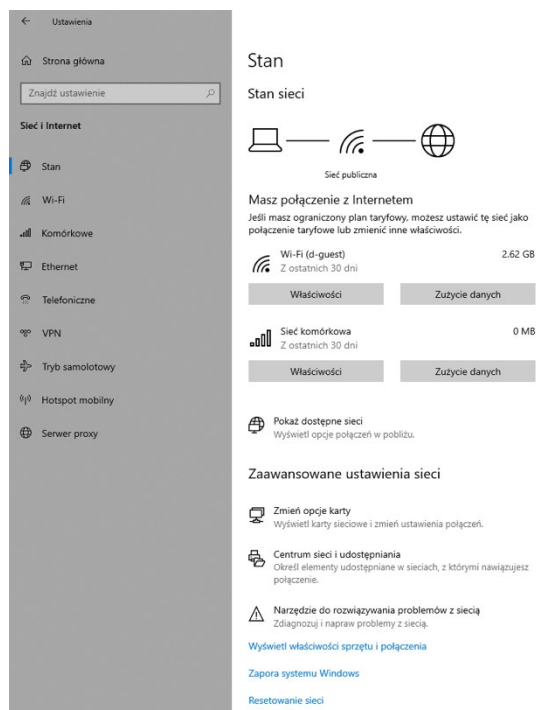 Ustawienia
Strona główna
Znajdź ustawienie
Sieć i Internet
Stan
Wi-Fi
Komórkowe
Ethernet
Telefoniczne
VPN
Tryb samolotowy
Hotspot mobilny
Serwer proxy
Stan
Stan sieci
Sieć publiczna
Masz połączenie z Internetem
Jeśli masz ograniczony plan taryfowy, możesz ustawić tę sieć jako
połączenie taryfowe lub zmienić inne właściwości.
Wi-Fi (d-guest) 2.62 GB
Z ostatnich 30 dni
Właściwości Zużycie danych
Sieć komórkowa 0 MB
Z ostatnich 30 dni
Właściwości Zużycie danych
Pokaż dostępne sieci
Wyświetl opcje połączeń w pobliżu.
Zaawansowane ustawienia sieci
Zmień opcje karty
Wyświetl karty sieciowe i zmień ustawienia połączeń.
Centrum sieci i udostępniania
Określ elementy udostępniane w sieciach, z którymi nawiązujesz
połączenie.
Narzędzie do rozwiązywania problemów z siecią
Zdiagnozuj i napraw problemy z siecią.
Wyświetl właściwości sprzętu i połączenia
Zapora systemu Windows
Resetowanie sieci